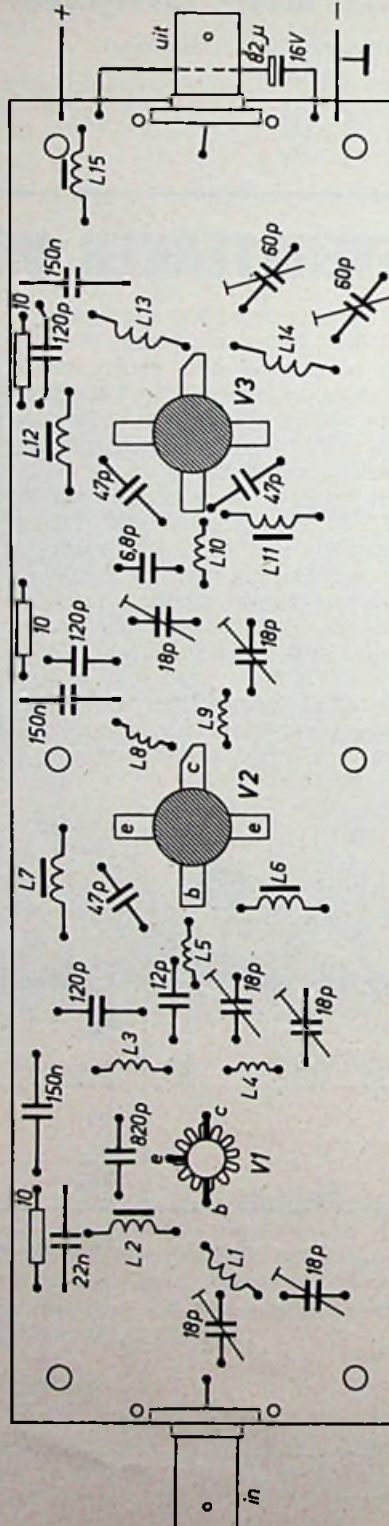 in
18p
18p
L1
10
22n
L2
820p
150n
e
b
c
V1
L3
L4
120p
12p
18p
18p
L5
47p
L7
L6
b
e
e
c
V2
L8
L9
150n
120p
10
18p
18p
6,8p
L10
L11
47p
47p
L12
V3
10
120p
150n
L13
L14
60p
60p
L15
+
uit
82µ
16V
−